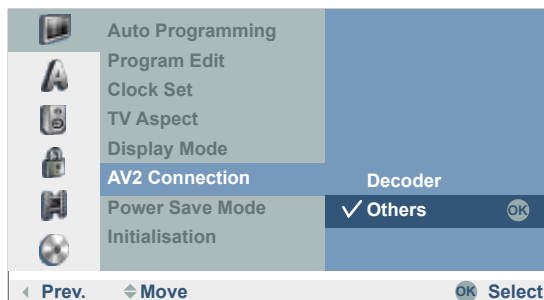 Auto Programming
Program Edit
Clock Set
TV Aspect
Display Mode
AV2 Connection
Decoder
Power Save Mode
✓ Others OK
Initialisation
Prev. Move OK Select